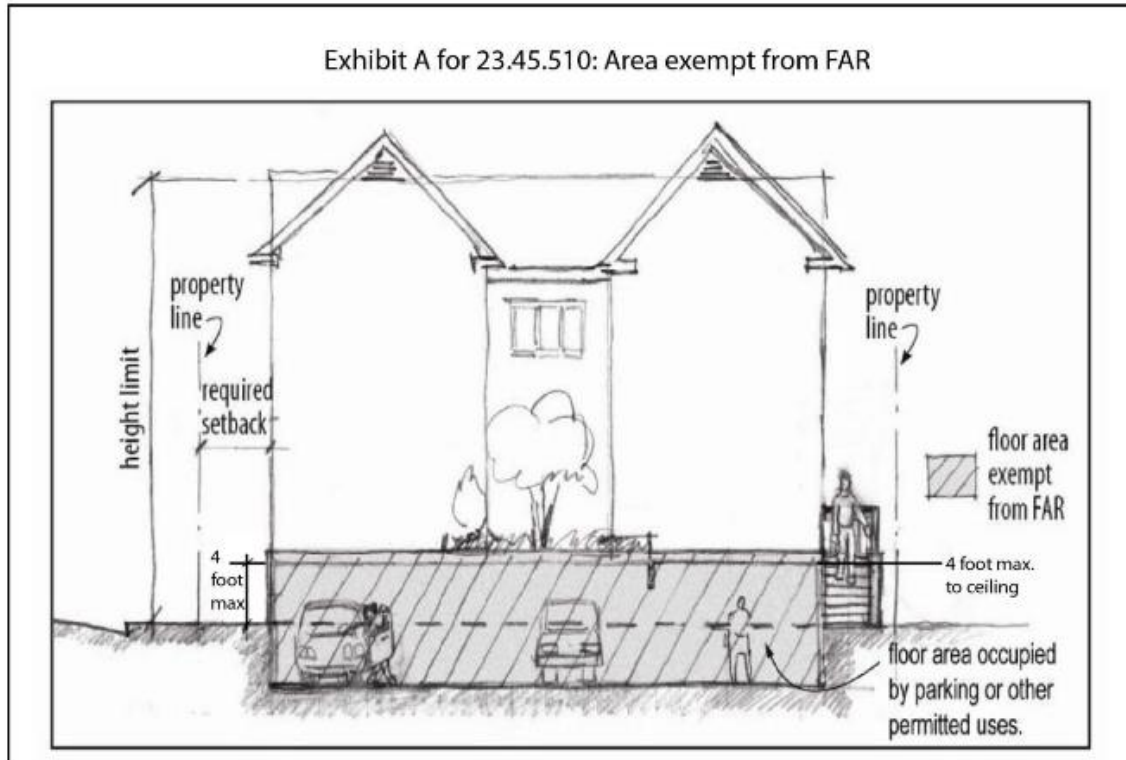 Exhibit A for 23.45.510: Area exempt from FAR
property
line
required
setback
height limit
property
line
floor area
exempt
from FAR
4
foot
max
4 foot max.
to ceiling
floor area occupied
by parking or other
permitted uses.